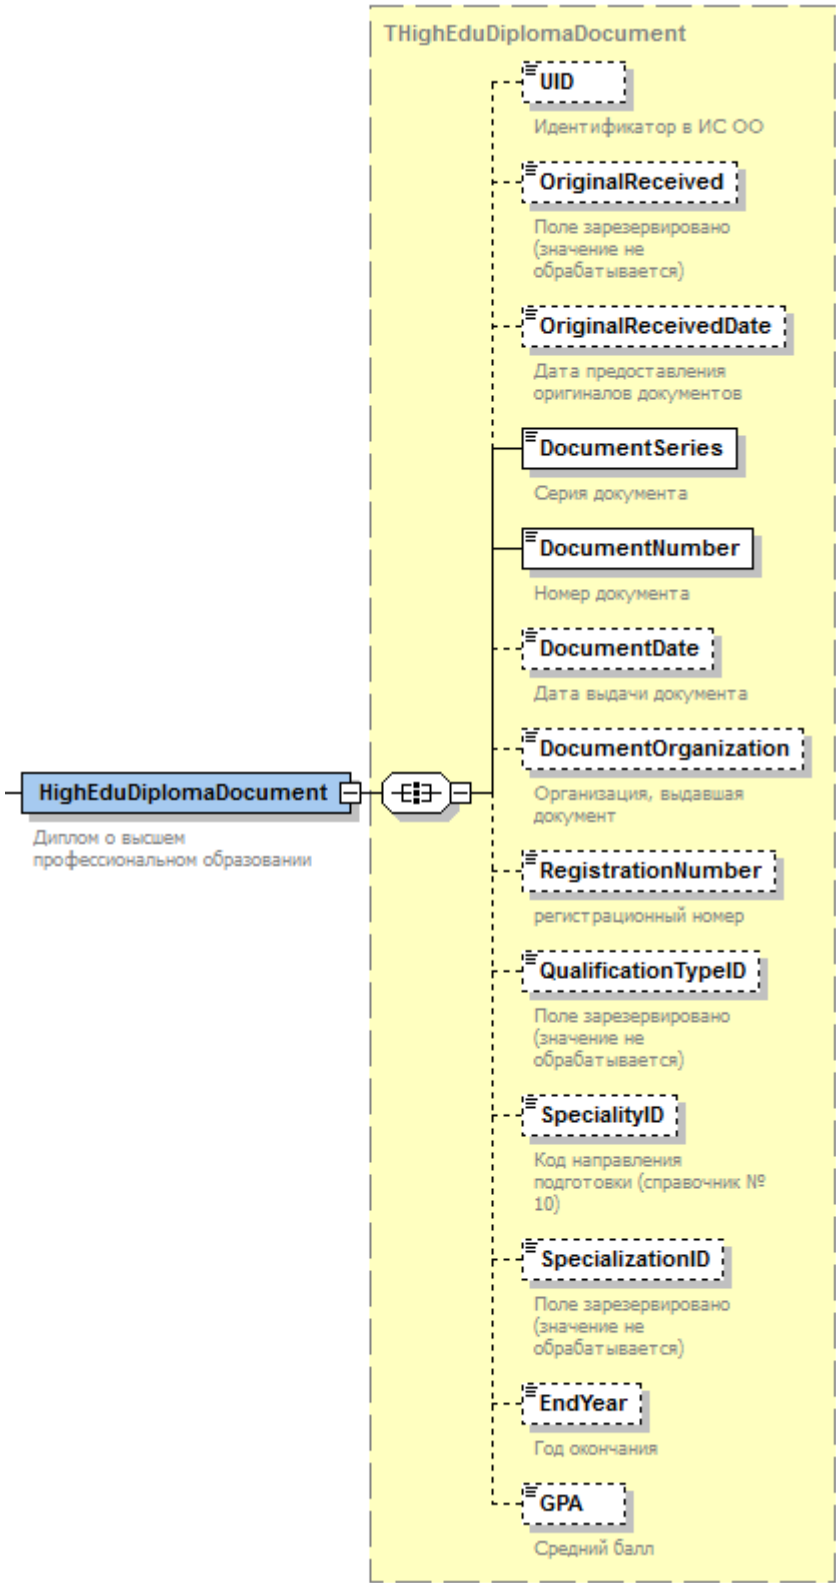 THighEduDiplomaDocument
UID
Идентификатор в ИС ОО
OriginalReceived
Поле зарезервировано
(значение не
обрабатывается)
OriginalReceivedDate
Дата предоставления
оригиналов документов
DocumentSeries
Серия документа
DocumentNumber
Номер документа
DocumentDate
Дата выдачи документа
DocumentOrganization
Организация, выдавшая
документ
HighEduDiplomaDocument
Диплом о высшем
профессиональном образовании
RegistrationNumber
регистрационный номер
QualificationTypeID
Поле зарезервировано
(значение не
обрабатывается)
SpecialityID
Код направления
подготовки (справочник №
10)
SpecializationID
Поле зарезервировано
(значение не
обрабатывается)
EndYear
Год окончания
GPA
Средний балл